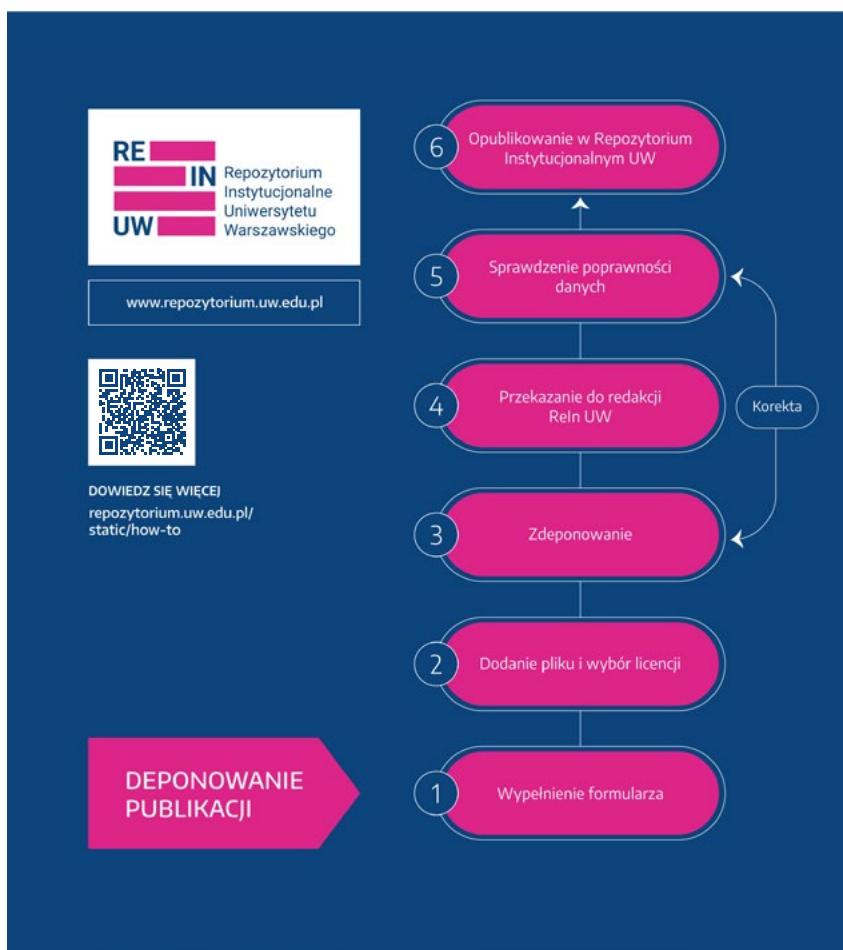 RE
IN
UW
Repozytorium
Instytucjonalne
Uniwersytetu
Warszawskiego
www.repozytorium.uw.edu.pl
DOWIEDZ SIĘ WIĘCEJ
repozytorium.uw.edu.pl/
static/how-to
DEPONOWANIE
PUBLIKACJI
6
Opublikowanie w Repozytorium
Instytucjonalnym UW
5
Sprawdzenie poprawności
danych
4
Przekazanie do redakcji
ReIn UW
Korekta
3
Zdeponowanie
2
Dodanie pliku i wybór licencji
1
Wypełnienie formularza